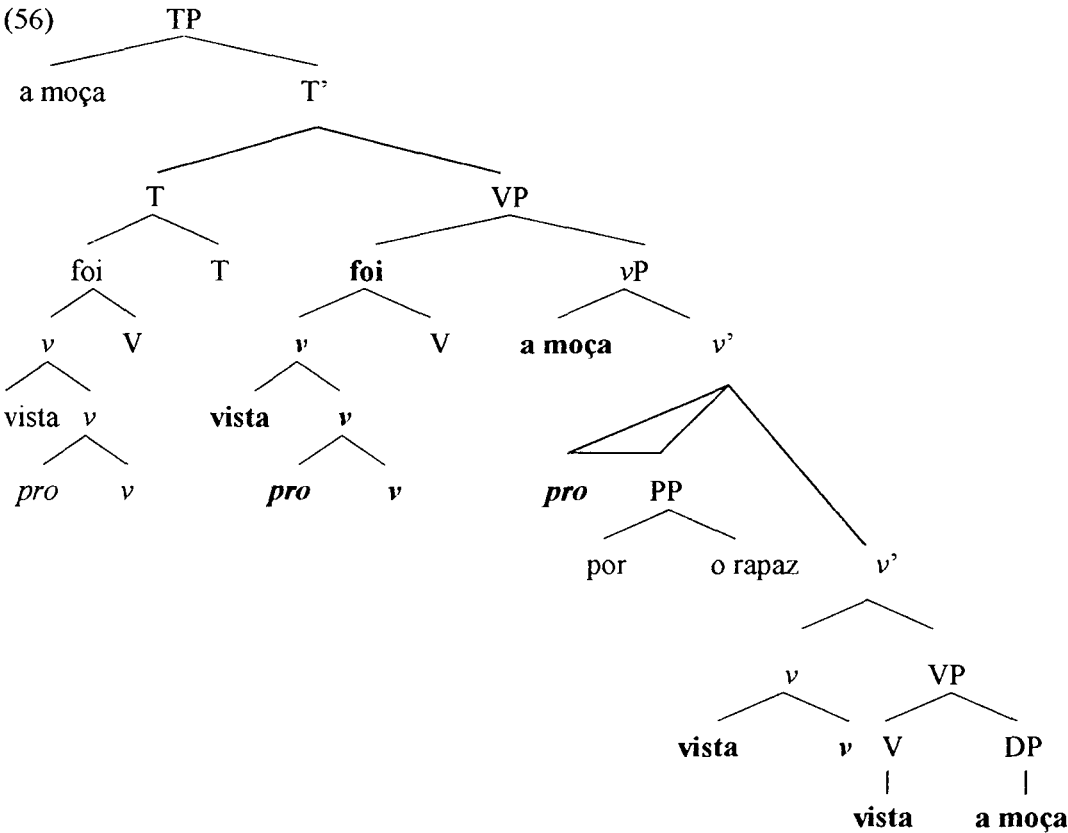 (56) TP
a moça T’
T VP
foi T foi vP
v V v V a moça v’
vista v vista v
pro v pro v pro PP
por o rapaz v’
v VP
vista v V DP
vista a moça